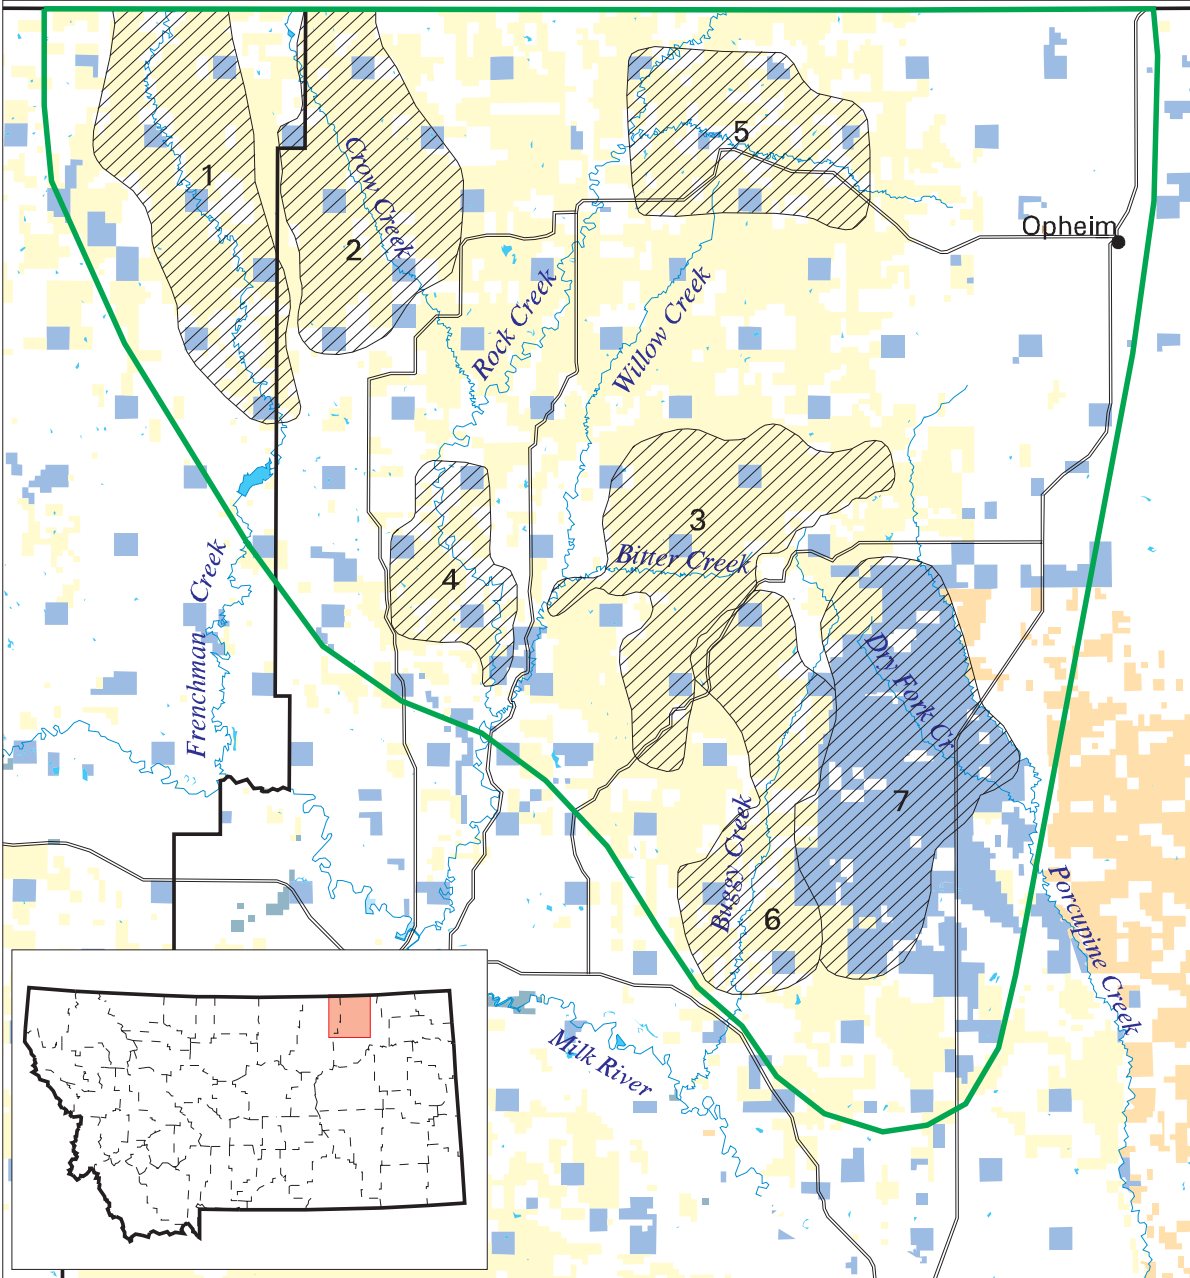 5
1
Crow Creek
2
Opheim
Rock Creek
Willow Creek
3
Bitter Creek
4
Frenchman Creek
Dry Fork Cr
7
Buggy Creek
6
Porcupine Creek
Milk River